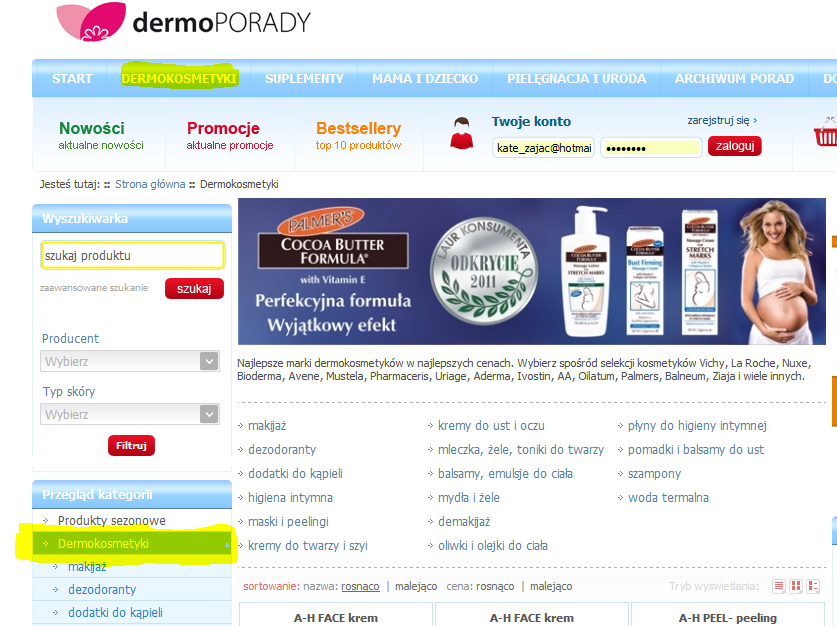 dermoPORADY
START DERMOKOSMETYKI SUPLEMENTY MAMA I DZIECKO PIELĘGNACJA I URODA ARCHIWUM PORAD DO
Nowości
aktualne nowości
Promocje
aktualne promocje
Bestsellery
top 10 produktów
Twoje konto
zarejstruj się ›
kate_zajac@hotmai •••••••• zaloguj
Jesteś tutaj: :: Strona główna :: Dermokosmetyki
Wyszukiwarka
szukaj produktu
zaawansowane szukanie szukaj
Producent
Wybierz
Typ skóry
Wybierz
Filtruj
Przegląd kategorii
Produkty sezonowe
Dermokosmetyki
makijaż
dezodoranty
dodatki do kąpieli
PALMER'S
COCOA BUTTER
FORMULA®
with Vitamin E
Perfekcyjna formuła
Wyjątkowy efekt
LAUR KONSUMENTA
ODKRYCIE
2011
PALMER'S
COCOA BUTTER
FORMULA
STRETCH
MARKS
COCOA BUTTER
FORMULA
Bust Firming
Massage Cream
COCOA BUTTER
FORMULA
Massage Cream
STRETCH
MARKS
Najlepsze marki dermokosmetyków w najlepszych cenach. Wybierz spośród selekcji kosmetyków Vichy, La Roche, Nuxe,
Bioderma, Avene, Mustela, Pharmaceris, Uriage, Aderma, Ivostin, AA, Oilatum, Palmers, Balneum, Ziaja i wiele innych.
makijaż
dezodoranty
dodatki do kąpieli
higiena intymna
maski i peelingi
kremy do twarzy i szyi
kremy do ust i oczu
mleczka, żele, toniki do twarzy
balsamy, emulsje do ciała
mydła i żele
demakijaż
oliwki i olejki do ciała
płyny do higieny intymnej
pomadki i balsamy do ust
szampony
woda termalna
sortowanie: nazwa: rosnąco | malejąco cena: rosnąco | malejąco Tryb wyswietlania:
A-H FACE krem A-H FACE krem A-H PEEL- peeling